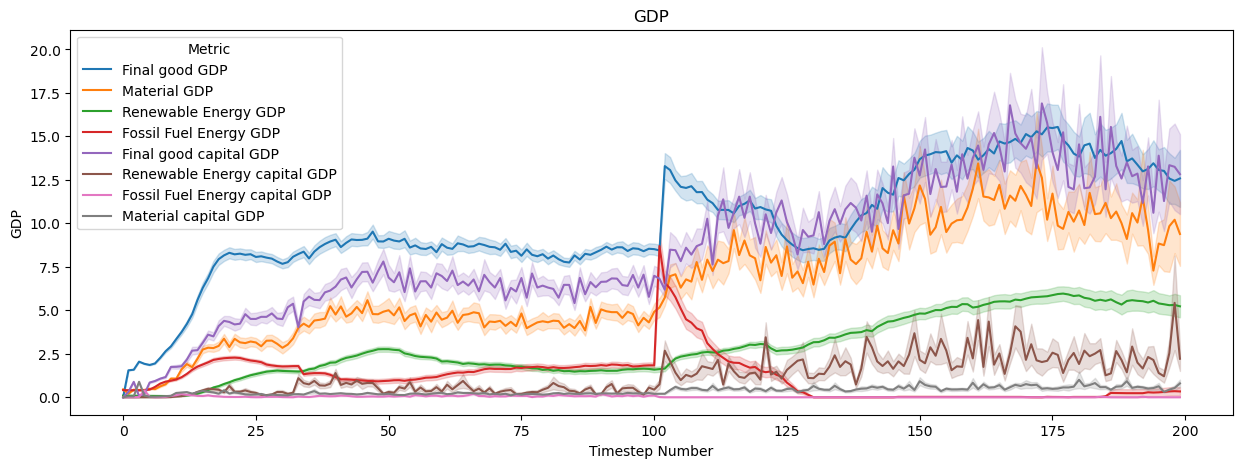 GDP
Metric
Final good GDP
Material GDP
Renewable Energy GDP
Fossil Fuel Energy GDP
Final good capital GDP
Renewable Energy capital GDP
Fossil Fuel Energy capital GDP
Material capital GDP
GDP
20.0
17.5
15.0
12.5
10.0
7.5
5.0
2.5
0.0
0 25 50 75 100 125 150 175 200
Timestep Number